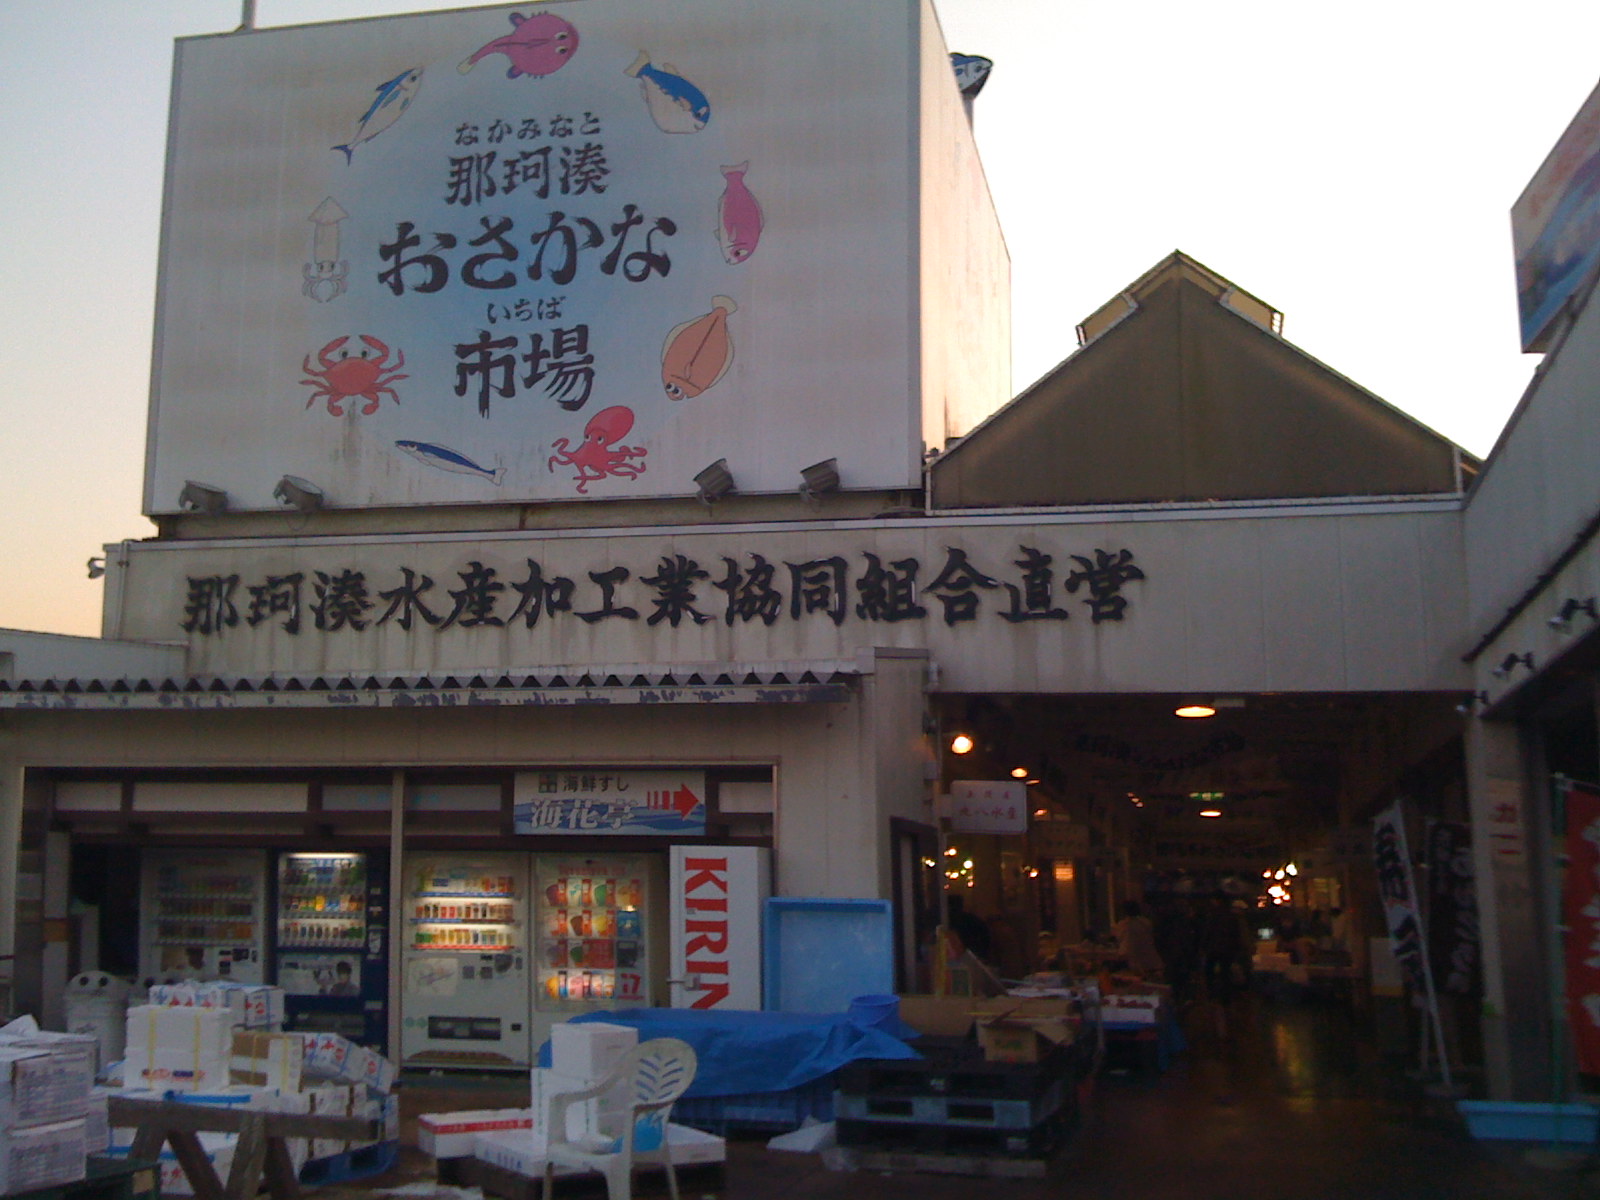 なかみなと
那珂湊
おさかな
いちば
市場
那珂湊水産加工業協同組合直営
海鮮すし
海花亭
KIRIN